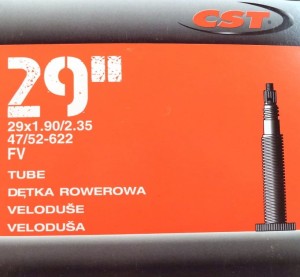 CST
29"
29x1.90/2.35
47/52-622
FV
TUBE
DĘTKA ROWEROWA
VELODUŠE
VELODUŠA